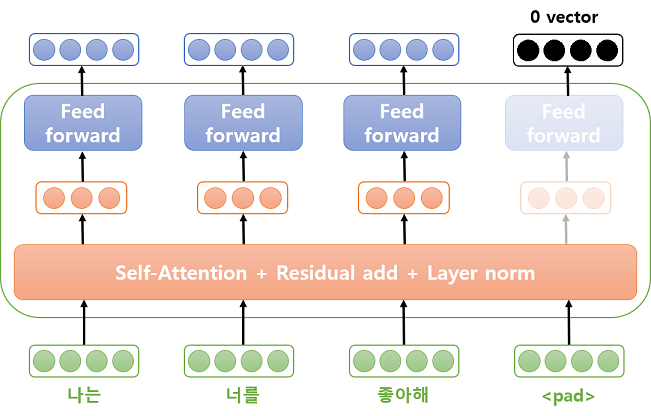 0 vector
Feed
forward
Feed
forward
Feed
forward
Feed
forward
Self-Attention + Residual add + Layer norm
나는
너를
좋아해
<pad>